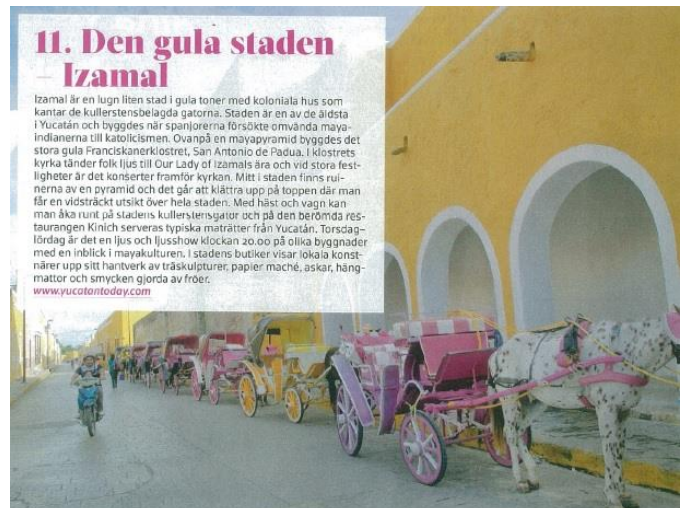 11. Den gula staden
– Izamal
Izamal är en lugn liten stad i gula toner med koloniala hus som
kantar de kullerstensbelagda gatorna. Staden är en av de äldsta
i Yucatán och byggdes när spanjorerna försökte omvända maya-
indianerna till katolicismen. Ovanpå en mayapyramid byggdes det
stora gula Franciskanerklostret, San Antonio de Padua. I klostrets
kyrka tänder folk ljus till Our Lady of Izamals ära och vid stora fest-
ligheter är det konserter framför kyrkan. Mitt i staden finns rui-
nerna av en pyramid och det går att klättra upp på toppen där man
får en vidsträckt utsikt över hela staden. Med häst och vagn kan
man åka runt på stadens kullerstensgator och på den berömda res-
taurangen Kinich serveras typiska maträtter från Yucatán. Torsdag–
lördag är det en ljus och ljusshow klockan 20.00 på olika byggnader
med en inblick i mayakulturen. I stadens butiker visar lokala konst-
närer upp sitt hantverk av träskulpturer, papier maché, askar, häng-
mattor och smycken gjorda av fröer.
www.yucatantoday.com